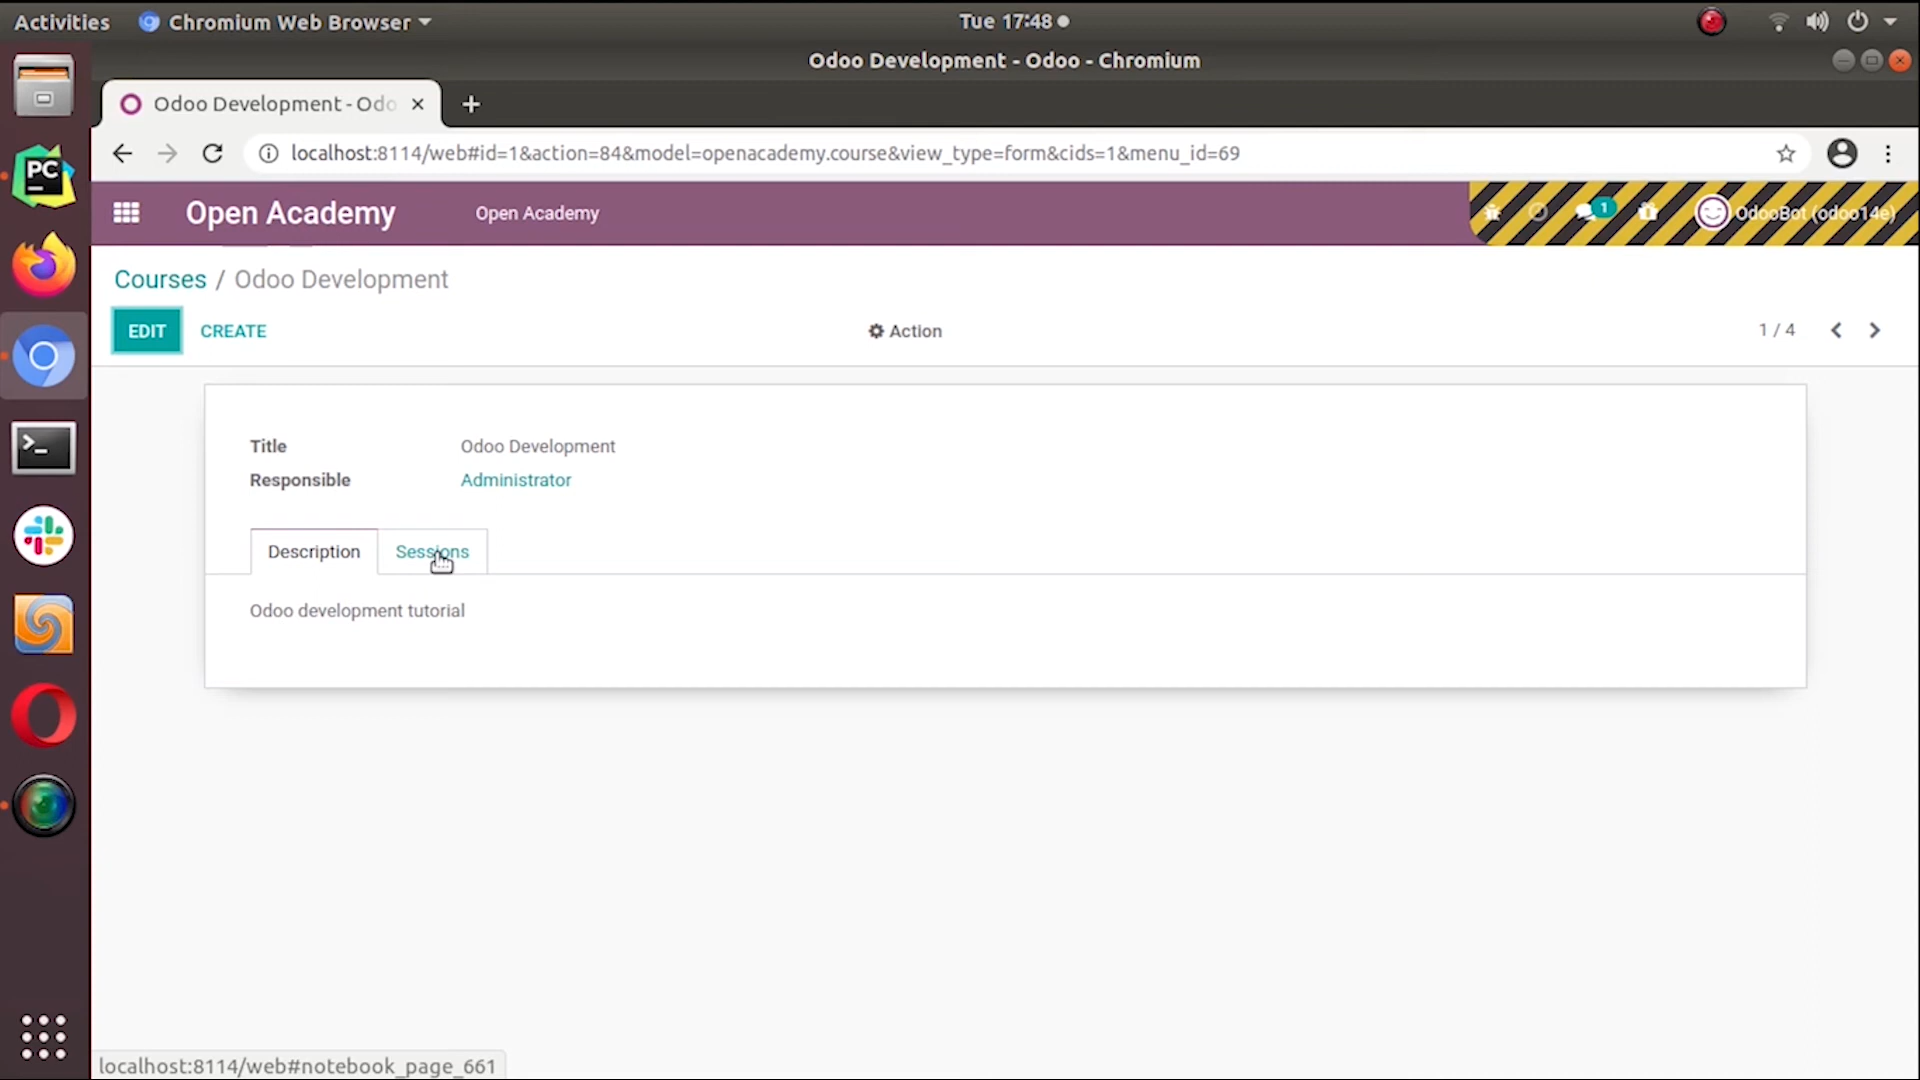 Activities Chromium Web Browser Tue 17:48
Odoo Development - Odoo - Chromium
Odoo Development - Odo
localhost:8114/web#id=1&action=84&model=openacademy.course&view_type=form&cids=1&menu_id=69
Open Academy Open Academy 1 OdooBot (odoo14e)
Courses / Odoo Development
EDIT CREATE Action 1 / 4
Title Odoo Development
Responsible Administrator
Description Sessions
Odoo development tutorial
localhost:8114/web#notebook_page_661
PC